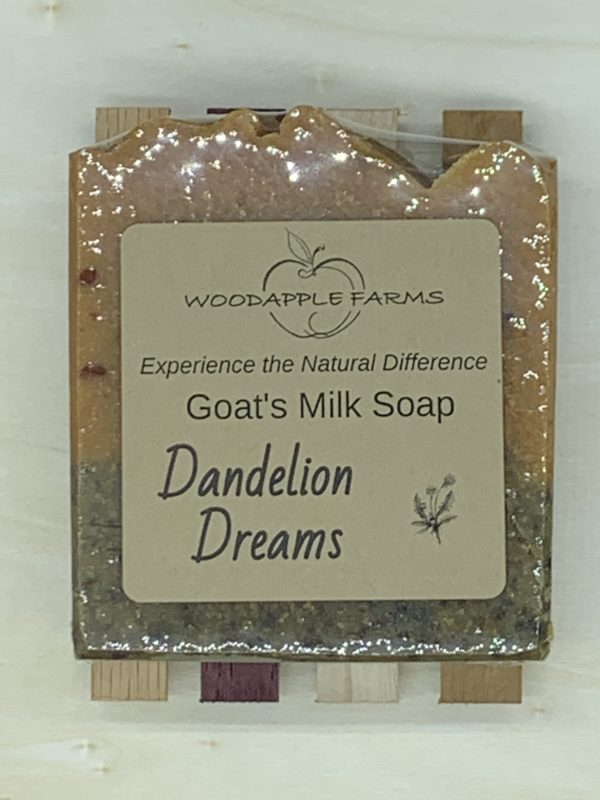 WOODAPPLE FARMS
Experience the Natural Difference
Goat's Milk Soap
Dandelion
Dreams